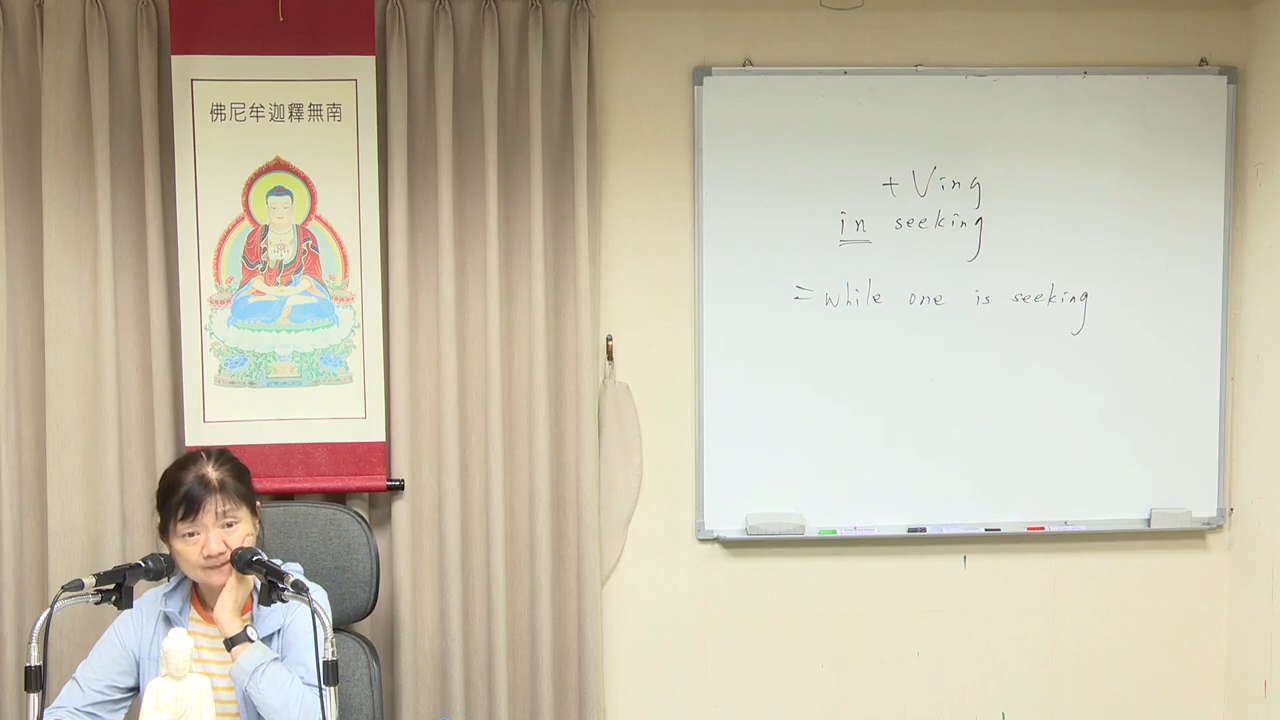 佛尼牟迦釋無南
+ Ving
in seeking
= while one is seeking